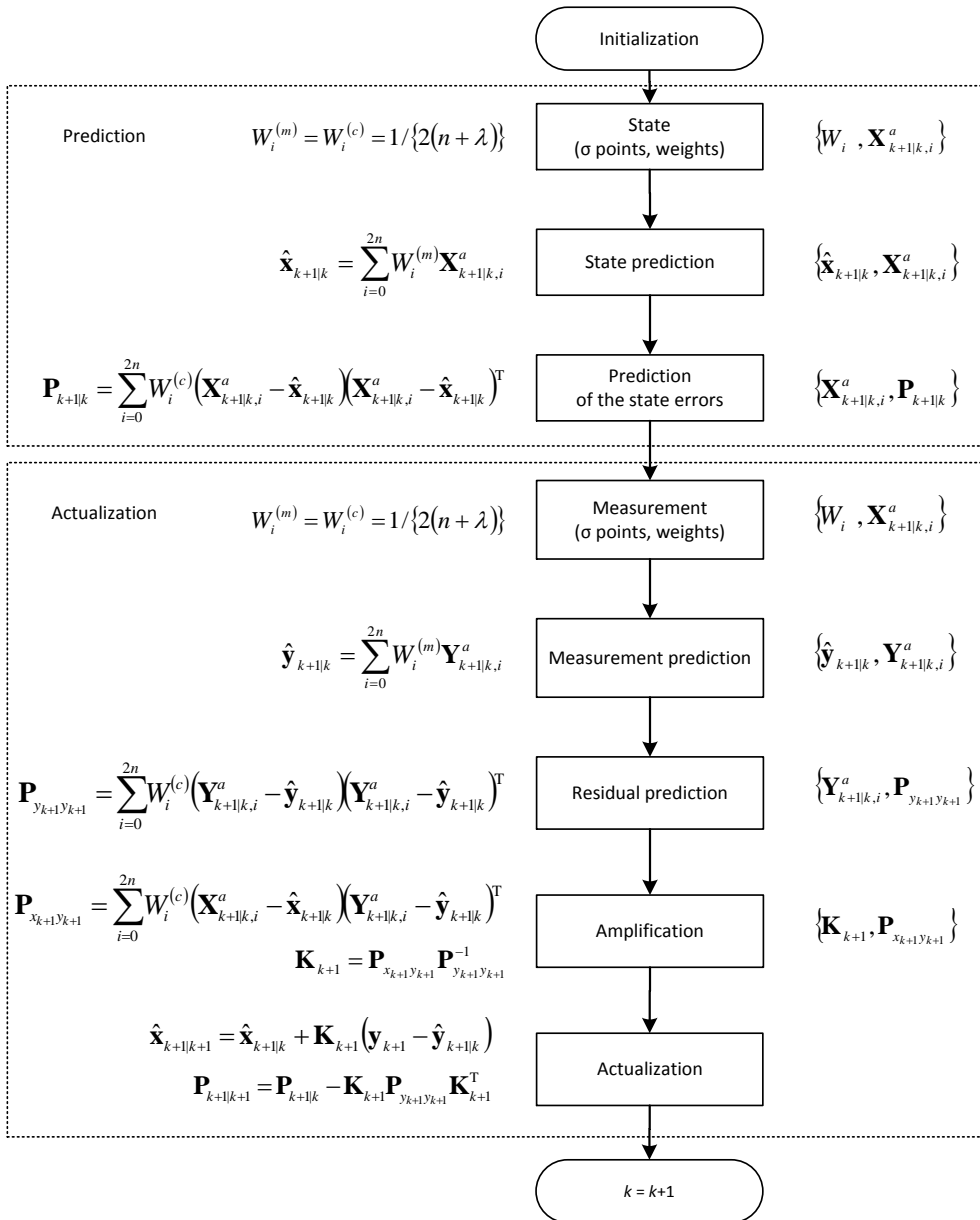 Initialization
Prediction
W_i^{(m)} = W_i^{(c)} = 1/{2(n + λ)}
State
(σ points, weights)
{W_i , X^a_{k+1|k,i}}
x̂_{k+1|k} = ∑_{i=0}^{2n} W_i^{(m)} X^a_{k+1|k,i}
State prediction
{x̂_{k+1|k}, X^a_{k+1|k,i}}
P_{k+1|k} = ∑_{i=0}^{2n} W_i^{(c)} (X^a_{k+1|k,i} − x̂_{k+1|k})(X^a_{k+1|k,i} − x̂_{k+1|k})^T
Prediction
of the state errors
{X^a_{k+1|k,i}, P_{k+1|k}}
Actualization
W_i^{(m)} = W_i^{(c)} = 1/{2(n + λ)}
Measurement
(σ points, weights)
{W_i , X^a_{k+1|k,i}}
ŷ_{k+1|k} = ∑_{i=0}^{2n} W_i^{(m)} Y^a_{k+1|k,i}
Measurement prediction
{ŷ_{k+1|k}, Y^a_{k+1|k,i}}
P_{y_{k+1}y_{k+1}} = ∑_{i=0}^{2n} W_i^{(c)} (Y^a_{k+1|k,i} − ŷ_{k+1|k})(Y^a_{k+1|k,i} − ŷ_{k+1|k})^T
Residual prediction
{Y^a_{k+1|k,i}, P_{y_{k+1}y_{k+1}}}
P_{x_{k+1}y_{k+1}} = ∑_{i=0}^{2n} W_i^{(c)} (X^a_{k+1|k,i} − x̂_{k+1|k})(Y^a_{k+1|k,i} − ŷ_{k+1|k})^T
K_{k+1} = P_{x_{k+1}y_{k+1}} P^{-1}_{y_{k+1}y_{k+1}}
Amplification
{K_{k+1}, P_{x_{k+1}y_{k+1}}}
x̂_{k+1|k+1} = x̂_{k+1|k} + K_{k+1}(y_{k+1} − ŷ_{k+1|k})
P_{k+1|k+1} = P_{k+1|k} − K_{k+1} P_{y_{k+1}y_{k+1}} K^T_{k+1}
Actualization
k = k+1